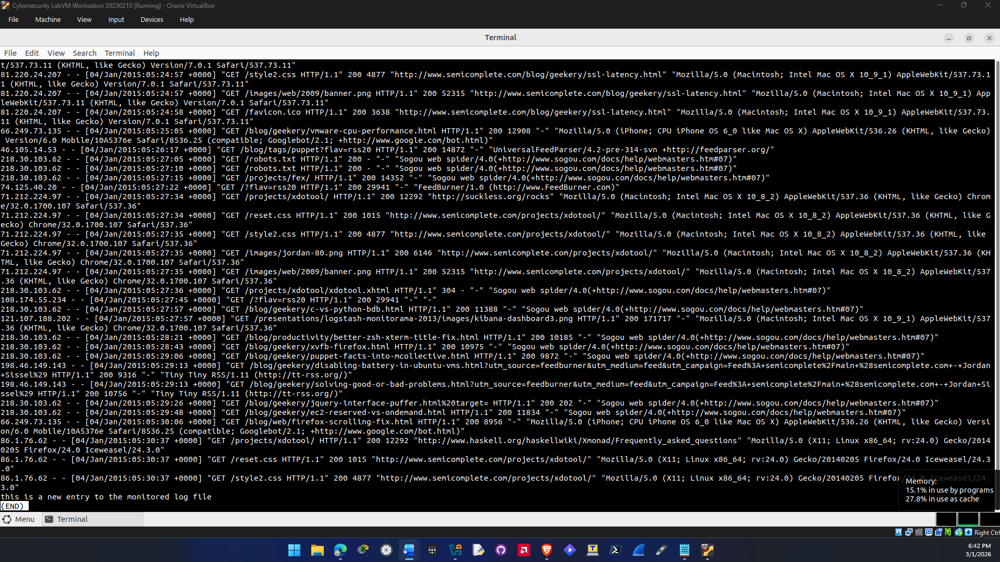 Cybersecurity LabVM Worksation 20230210 [Running] - Oracle VirtualBox
File Machine View Input Devices Help
Terminal
File Edit View Search Terminal Help
t/537.73.11 (KHTML, like Gecko) Version/7.0.1 Safari/537.73.11"
81.220.24.207 - - [04/Jan/2015:05:24:57 +0000] "GET /style2.css HTTP/1.1" 200 4877 "http://www.semicomplete.com/blog/geekery/ssl-latency.html" "Mozilla/5.0 (Macintosh; Intel Mac OS X 10_9_1) AppleWebKit/537.73.1
1 (KHTML, like Gecko) Version/7.0.1 Safari/537.73.11"
81.220.24.207 - - [04/Jan/2015:05:24:57 +0000] "GET /images/web/2009/banner.png HTTP/1.1" 200 52315 "http://www.semicomplete.com/blog/geekery/ssl-latency.html" "Mozilla/5.0 (Macintosh; Intel Mac OS X 10_9_1) App
leWebKit/537.73.11 (KHTML, like Gecko) Version/7.0.1 Safari/537.73.11"
81.220.24.207 - - [04/Jan/2015:05:24:58 +0000] "GET /favicon.ico HTTP/1.1" 200 3638 "http://www.semicomplete.com/blog/geekery/ssl-latency.html" "Mozilla/5.0 (Macintosh; Intel Mac OS X 10_9_1) AppleWebKit/537.73.
11 (KHTML, like Gecko) Version/7.0.1 Safari/537.73.11"
66.249.73.135 - - [04/Jan/2015:05:25:05 +0000] "GET /blog/geekery/vmware-cpu-performance.html HTTP/1.1" 200 12908 "-" "Mozilla/5.0 (iPhone; CPU iPhone OS 6_0 like Mac OS X) AppleWebKit/536.26 (KHTML, like Gecko)
Version/6.0 Mobile/10A5376e Safari/8536.25 (compatible; Googlebot/2.1; +http://www.google.com/bot.html)"
46.105.14.53 - - [04/Jan/2015:05:26:17 +0000] "GET /blog/tags/puppet?flav=rss20 HTTP/1.1" 200 14872 "-" "UniversalFeedParser/4.2-pre-314-svn +http://feedparser.org/"
218.30.103.62 - - [04/Jan/2015:05:27:05 +0000] "GET /robots.txt HTTP/1.1" 200 - "-" "Sogou web spider/4.0(+http://www.sogou.com/docs/help/webmasters.htm#07)"
218.30.103.62 - - [04/Jan/2015:05:27:10 +0000] "GET /robots.txt HTTP/1.1" 200 - "-" "Sogou web spider/4.0(+http://www.sogou.com/docs/help/webmasters.htm#07)"
218.30.103.62 - - [04/Jan/2015:05:27:15 +0000] "GET /projects/fex/ HTTP/1.1" 200 14352 "-" "Sogou web spider/4.0(+http://www.sogou.com/docs/help/webmasters.htm#07)"
74.125.40.20 - - [04/Jan/2015:05:27:22 +0000] "GET /?flav=rss20 HTTP/1.1" 200 29941 "-" "FeedBurner/1.0 (http://www.FeedBurner.com)"
71.212.224.97 - - [04/Jan/2015:05:27:34 +0000] "GET /projects/xdotool/ HTTP/1.1" 200 12292 "http://suckless.org/rocks" "Mozilla/5.0 (Macintosh; Intel Mac OS X 10_8_2) AppleWebKit/537.36 (KHTML, like Gecko) Chrom
e/32.0.1700.107 Safari/537.36"
71.212.224.97 - - [04/Jan/2015:05:27:34 +0000] "GET /reset.css HTTP/1.1" 200 1015 "http://www.semicomplete.com/projects/xdotool/" "Mozilla/5.0 (Macintosh; Intel Mac OS X 10_8_2) AppleWebKit/537.36 (KHTML, like G
ecko) Chrome/32.0.1700.107 Safari/537.36"
71.212.224.97 - - [04/Jan/2015:05:27:35 +0000] "GET /style2.css HTTP/1.1" 200 4877 "http://www.semicomplete.com/projects/xdotool/" "Mozilla/5.0 (Macintosh; Intel Mac OS X 10_8_2) AppleWebKit/537.36 (KHTML, like
Gecko) Chrome/32.0.1700.107 Safari/537.36"
71.212.224.97 - - [04/Jan/2015:05:27:35 +0000] "GET /images/jordan-80.png HTTP/1.1" 200 6146 "http://www.semicomplete.com/projects/xdotool/" "Mozilla/5.0 (Macintosh; Intel Mac OS X 10_8_2) AppleWebKit/537.36 (KH
TML, like Gecko) Chrome/32.0.1700.107 Safari/537.36"
71.212.224.97 - - [04/Jan/2015:05:27:35 +0000] "GET /images/web/2009/banner.png HTTP/1.1" 200 52315 "http://www.semicomplete.com/projects/xdotool/" "Mozilla/5.0 (Macintosh; Intel Mac OS X 10_8_2) AppleWebKit/537
.36 (KHTML, like Gecko) Chrome/32.0.1700.107 Safari/537.36"
218.30.103.62 - - [04/Jan/2015:05:27:36 +0000] "GET /projects/xdotool/xdotool.xhtml HTTP/1.1" 304 - "-" "Sogou web spider/4.0(+http://www.sogou.com/docs/help/webmasters.htm#07)"
108.174.55.234 - - [04/Jan/2015:05:27:45 +0000] "GET /?flav=rss20 HTTP/1.1" 200 29941 "-" "-"
218.30.103.62 - - [04/Jan/2015:05:27:57 +0000] "GET /blog/geekery/c-vs-python-bdb.html HTTP/1.1" 200 11388 "-" "Sogou web spider/4.0(+http://www.sogou.com/docs/help/webmasters.htm#07)"
121.107.188.202 - - [04/Jan/2015:05:27:57 +0000] "GET /presentations/logstash-monitorama-2013/images/kibana-dashboard3.png HTTP/1.1" 200 171717 "-" "Mozilla/5.0 (Macintosh; Intel Mac OS X 10_9_1) AppleWebKit/537
.36 (KHTML, like Gecko) Chrome/32.0.1700.107 Safari/537.36"
218.30.103.62 - - [04/Jan/2015:05:28:21 +0000] "GET /blog/productivity/better-zsh-xterm-title-fix.html HTTP/1.1" 200 10185 "-" "Sogou web spider/4.0(+http://www.sogou.com/docs/help/webmasters.htm#07)"
218.30.103.62 - - [04/Jan/2015:05:28:43 +0000] "GET /blog/geekery/xvfb-firefox.html HTTP/1.1" 200 10975 "-" "Sogou web spider/4.0(+http://www.sogou.com/docs/help/webmasters.htm#07)"
218.30.103.62 - - [04/Jan/2015:05:29:06 +0000] "GET /blog/geekery/puppet-facts-into-mcollective.html HTTP/1.1" 200 9872 "-" "Sogou web spider/4.0(+http://www.sogou.com/docs/help/webmasters.htm#07)"
198.46.149.143 - - [04/Jan/2015:05:29:13 +0000] "GET /blog/geekery/disabling-battery-in-ubuntu-vms.html?utm_source=feedburner&utm_medium=feed&utm_campaign=Feed%3A+semicomplete%2Fmain+%28semicomplete.com+-+Jordan
+Sissel%29 HTTP/1.1" 200 9316 "-" "Tiny Tiny RSS/1.11 (http://tt-rss.org/)"
198.46.149.143 - - [04/Jan/2015:05:29:13 +0000] "GET /blog/geekery/solving-good-or-bad-problems.html?utm_source=feedburner&utm_medium=feed&utm_campaign=Feed%3A+semicomplete%2Fmain+%28semicomplete.com+-+Jordan+Si
ssel%29 HTTP/1.1" 200 10756 "-" "Tiny Tiny RSS/1.11 (http://tt-rss.org/)"
218.30.103.62 - - [04/Jan/2015:05:29:26 +0000] "GET /blog/geekery/jquery-interface-puffer.html%20target= HTTP/1.1" 200 202 "-" "Sogou web spider/4.0(+http://www.sogou.com/docs/help/webmasters.htm#07)"
218.30.103.62 - - [04/Jan/2015:05:29:48 +0000] "GET /blog/geekery/ec2-reserved-vs-ondemand.html HTTP/1.1" 200 11834 "-" "Sogou web spider/4.0(+http://www.sogou.com/docs/help/webmasters.htm#07)"
66.249.73.135 - - [04/Jan/2015:05:30:06 +0000] "GET /blog/web/firefox-scrolling-fix.html HTTP/1.1" 200 8956 "-" "Mozilla/5.0 (iPhone; CPU iPhone OS 6_0 like Mac OS X) AppleWebKit/536.26 (KHTML, like Gecko) Versi
on/6.0 Mobile/10A5376e Safari/8536.25 (compatible; Googlebot/2.1; +http://www.google.com/bot.html)"
86.1.76.62 - - [04/Jan/2015:05:30:37 +0000] "GET /projects/xdotool/ HTTP/1.1" 200 12292 "http://www.haskell.org/haskellwiki/Xmonad/Frequently_asked_questions" "Mozilla/5.0 (X11; Linux x86_64; rv:24.0) Gecko/2014
0205 Firefox/24.0 Iceweasel/24.3.0"
86.1.76.62 - - [04/Jan/2015:05:30:37 +0000] "GET /reset.css HTTP/1.1" 200 1015 "http://www.semicomplete.com/projects/xdotool/" "Mozilla/5.0 (X11; Linux x86_64; rv:24.0) Gecko/20140205 Firefox/24.0 Iceweasel/24.3
.0"
86.1.76.62 - - [04/Jan/2015:05:30:37 +0000] "GET /style2.css HTTP/1.1" 200 4877 "http://www.semicomplete.com/projects/xdotool/" "Mozilla/5.0 (X11; Linux x86_64; rv:24.0) Gecko/20140205 Firefox/24.0 Iceweasel/24.
3.0"
this is a new entry to the monitored log file
(END)
Memory:
15.1% in use by programs
27.8% in use as cache
Menu Terminal
Right Ctrl
6:42 PM
3/1/2026